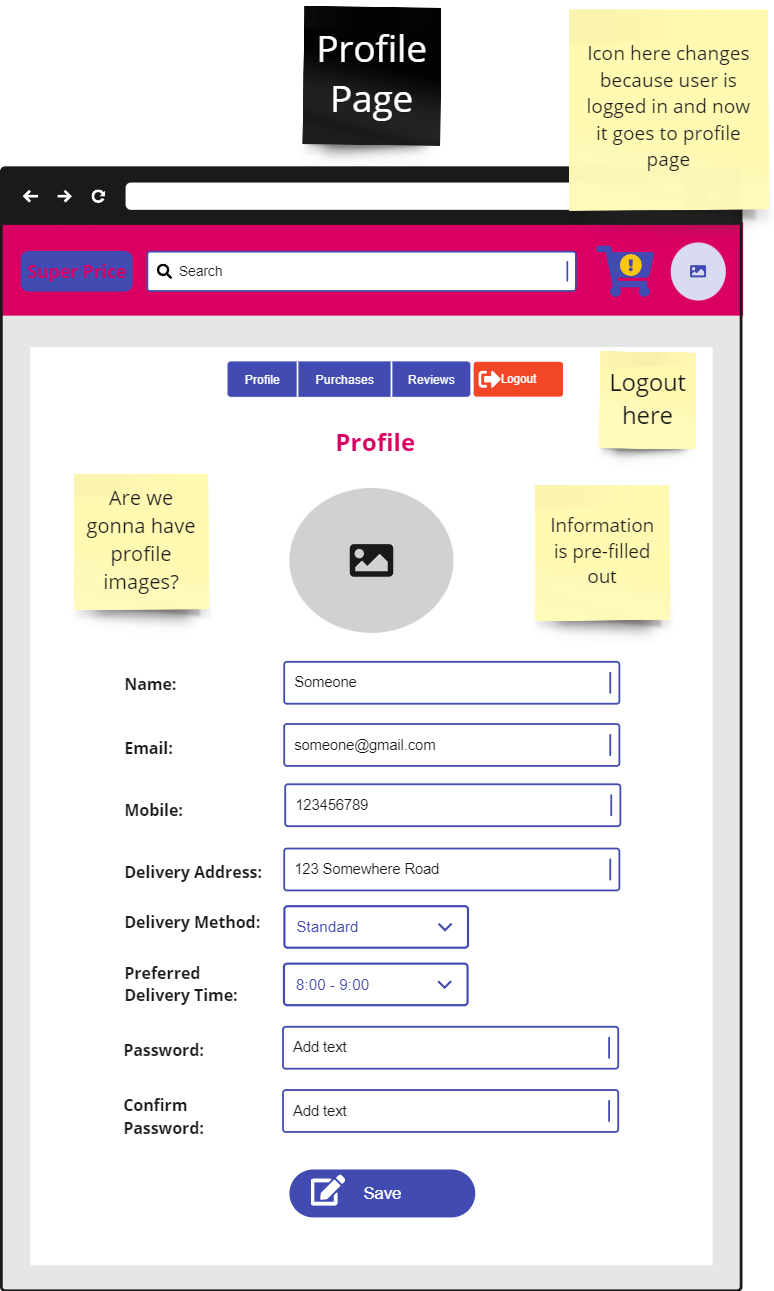 Profile
Page
Icon here changes
because user is
logged in and now
it goes to profile
page
Super Price
Search
Profile
Purchases
Reviews
Logout
Logout
here
Profile
Are we
gonna have
profile
images?
Information
is pre-filled
out
Name:
Someone
Email:
someone@gmail.com
Mobile:
123456789
Delivery Address:
123 Somewhere Road
Delivery Method:
Standard
Preferred
Delivery Time:
8:00 - 9:00
Password:
Add text
Confirm
Password:
Add text
Save